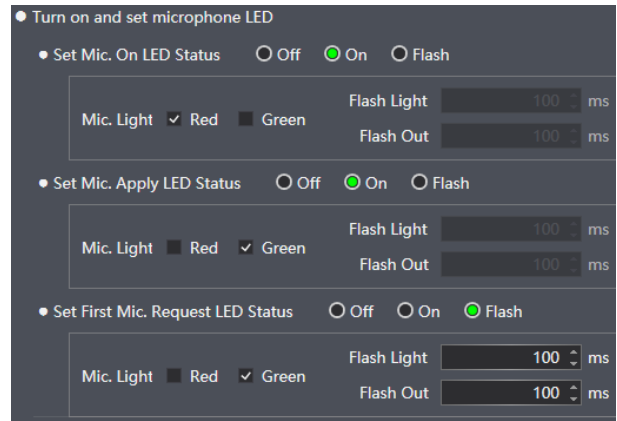 Turn on and set microphone LED
Set Mic. On LED Status Off On Flash
Flash Light 100 ms
Mic. Light Red Green
Flash Out 100 ms
Set Mic. Apply LED Status Off On Flash
Flash Light 100 ms
Mic. Light Red Green
Flash Out 100 ms
Set First Mic. Request LED Status Off On Flash
Flash Light 100 ms
Mic. Light Red Green
Flash Out 100 ms